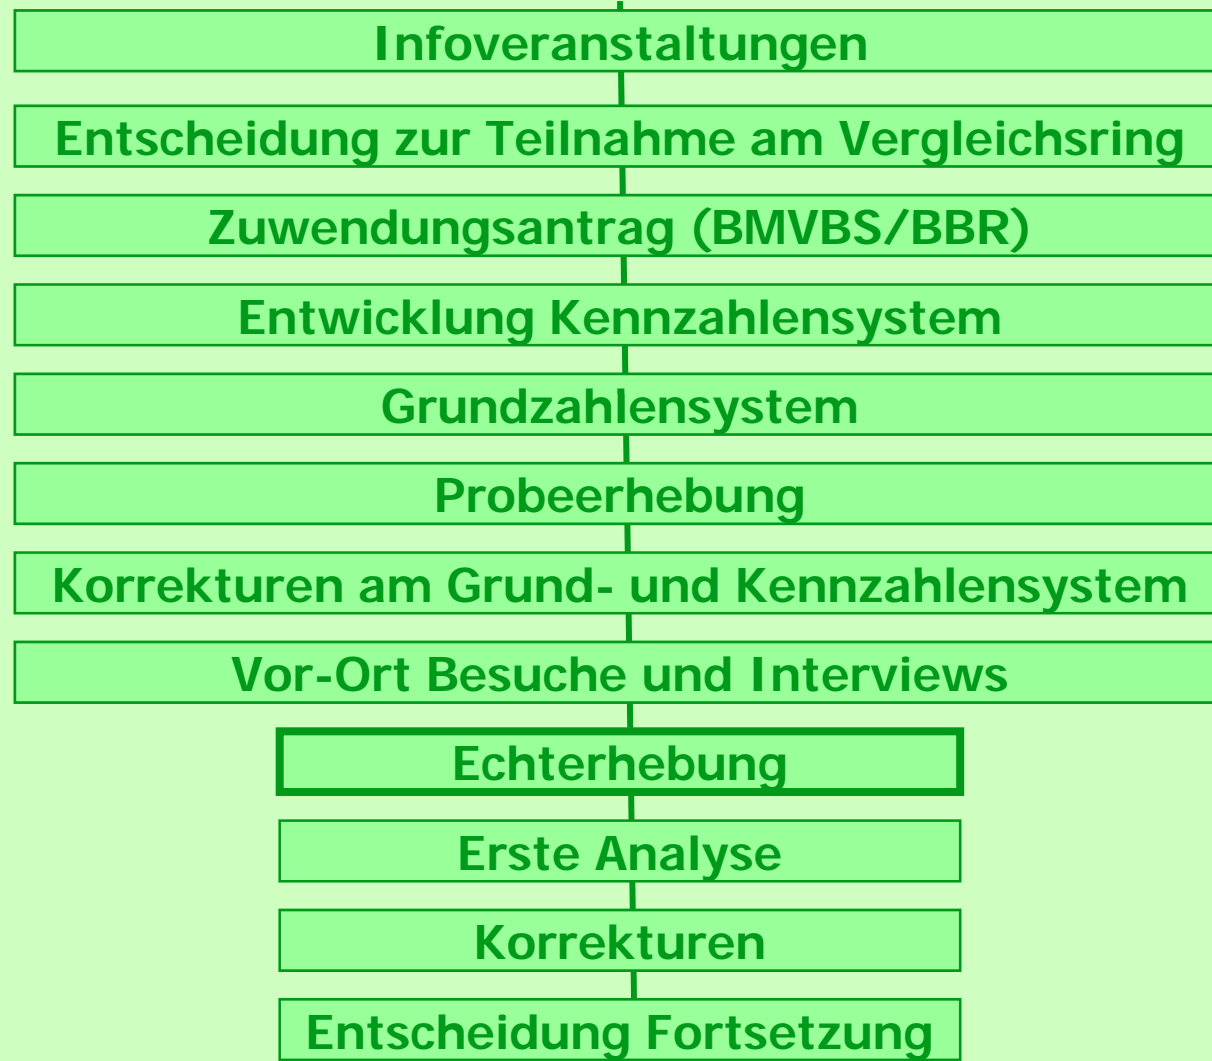 Infoveranstaltungen
Entscheidung zur Teilnahme am Vergleichsring
Zuwendungsantrag (BMVBS/BBR)
Entwicklung Kennzahlensystem
Grundzahlensystem
Probeerhebung
Korrekturen am Grund- und Kennzahlensystem
Vor-Ort Besuche und Interviews
Echterhebung
Erste Analyse
Korrekturen
Entscheidung Fortsetzung